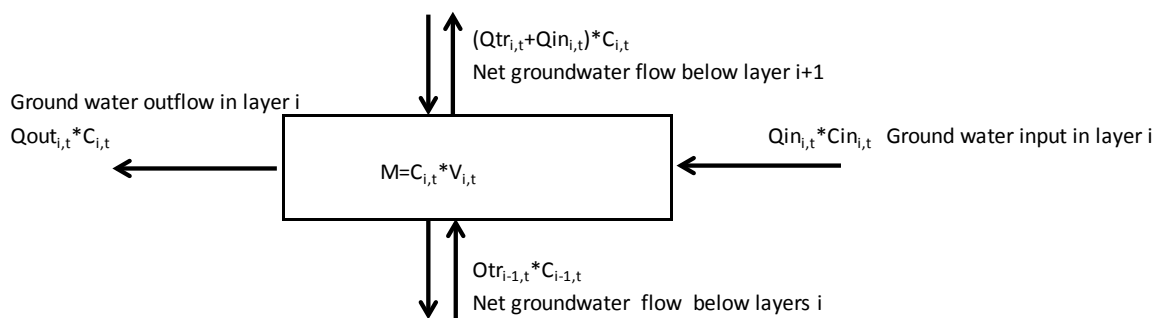 (Qtr_{i,t}+Qin_{i,t})*C_{i,t}
Net groundwater flow below layer i+1
Ground water outflow in layer i
Qout_{i,t}*C_{i,t}
Qin_{i,t}*Cin_{i,t} Ground water input in layer i
M=C_{i,t}*V_{i,t}
Otr_{i-1,t}*C_{i-1,t}
Net groundwater flow below layers i